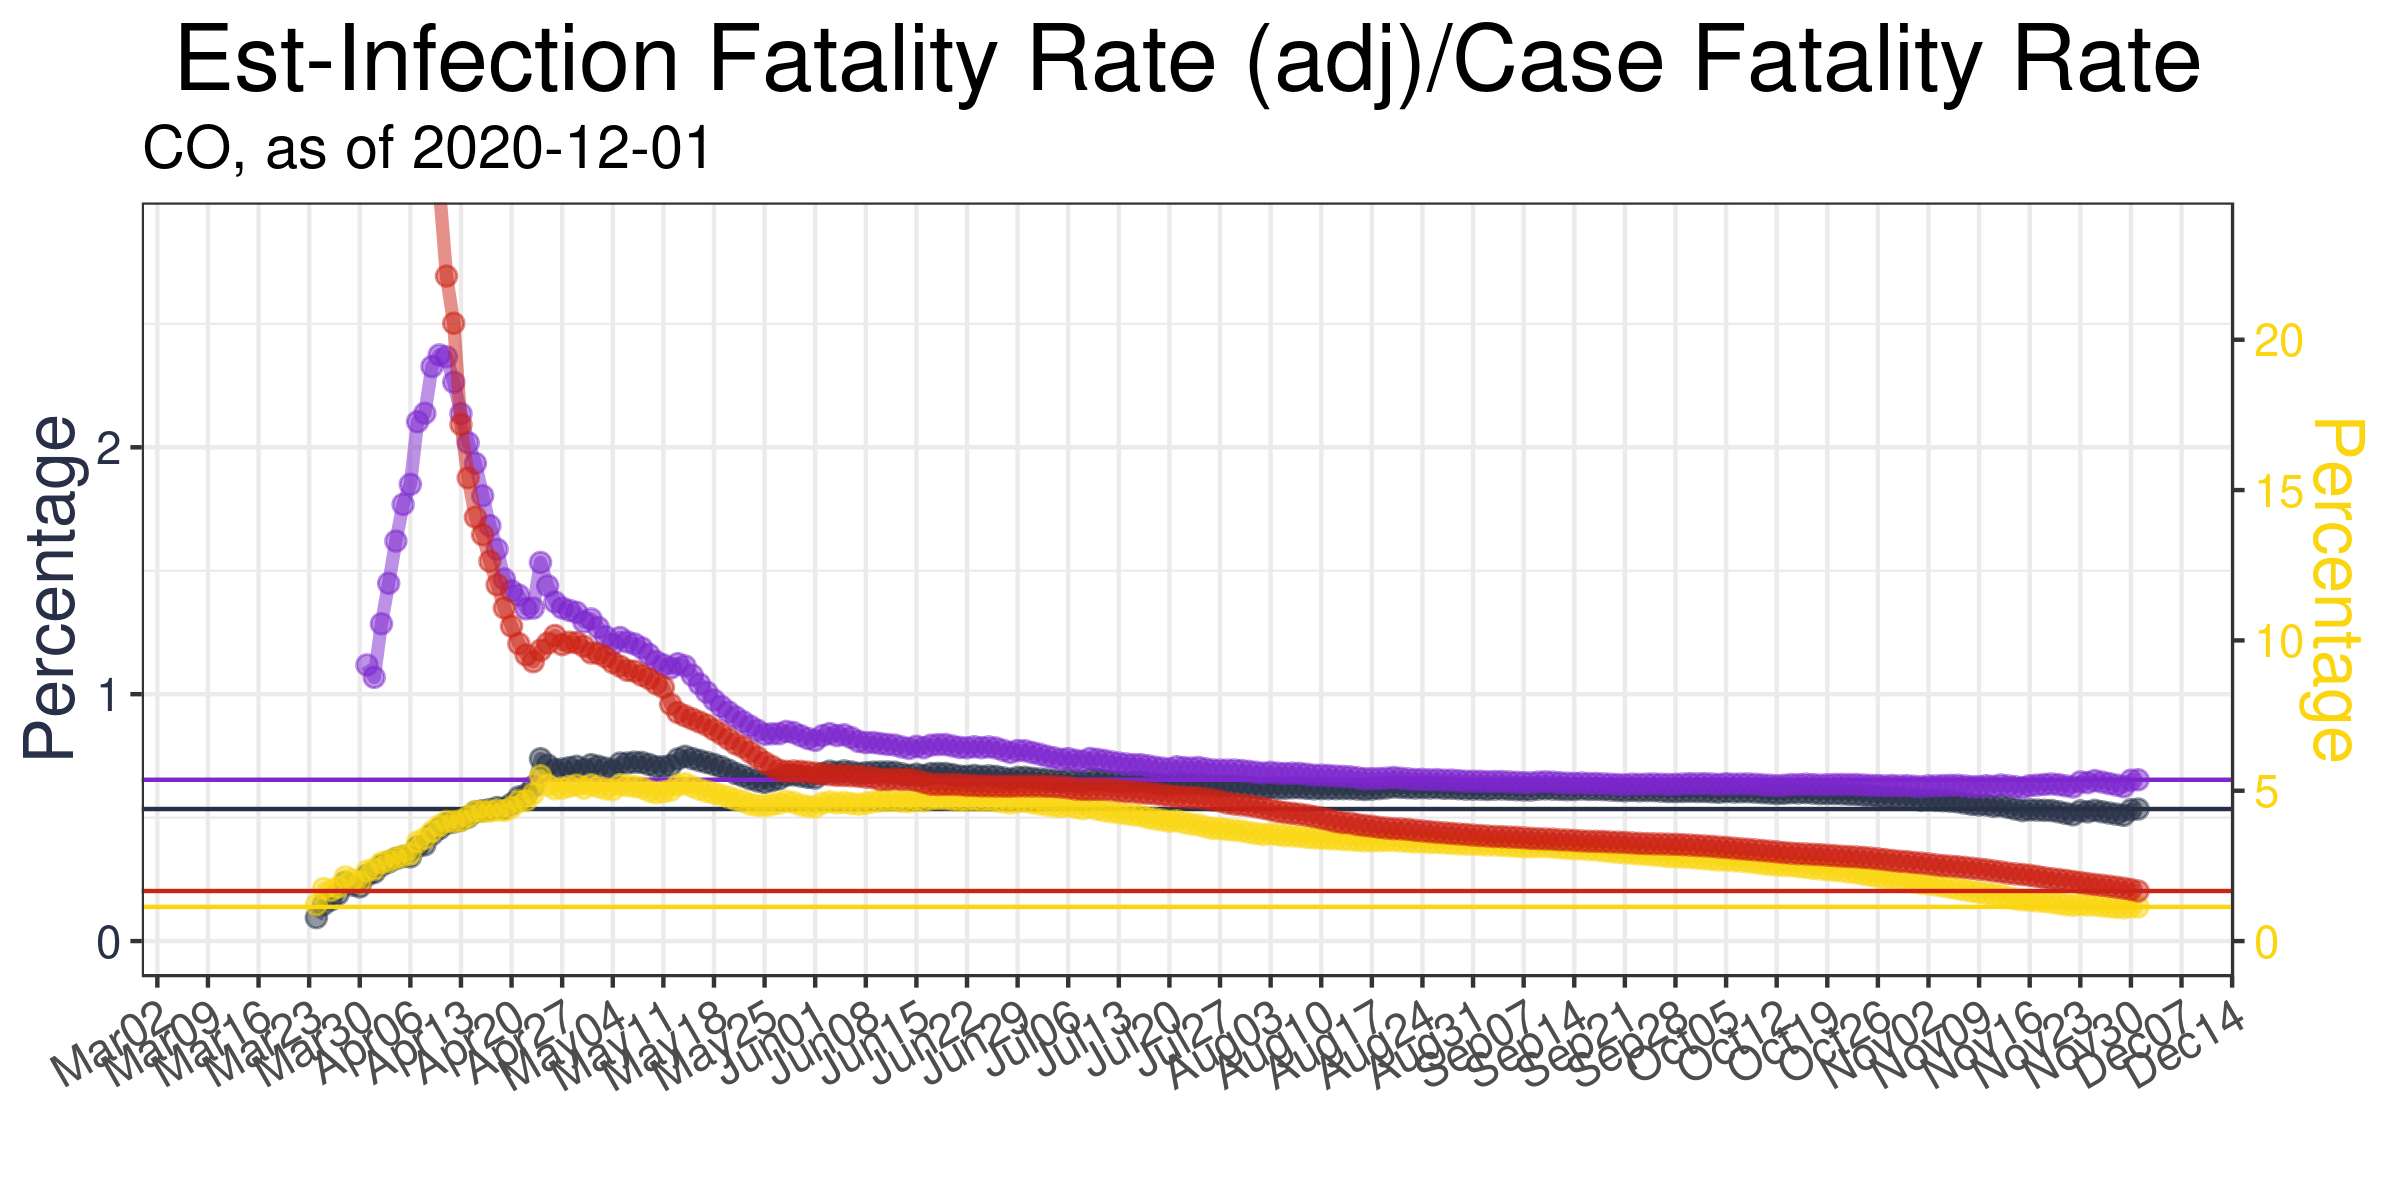 Est-Infection Fatality Rate (adj)/Case Fatality Rate
CO, as of 2020-12-01
Percentage
2
1
0
20
15
10
5
0
Percentage
Mar02
Mar09
Mar16
Mar23
Mar30
Apr06
Apr13
Apr20
Apr27
May04
May11
May18
May25
Jun01
Jun08
Jun15
Jun22
Jun29
Jul06
Jul13
Jul20
Jul27
Aug03
Aug10
Aug17
Aug24
Aug31
Sep07
Sep14
Sep21
Sep28
Oct05
Oct12
Oct19
Oct26
Nov02
Nov09
Nov16
Nov23
Nov30
Dec07
Dec14